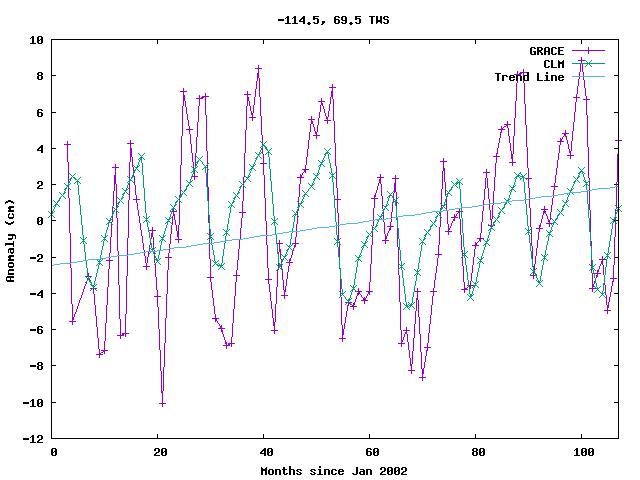 -114.5, 69.5 TWS
GRACE
CLM
Trend Line
10
8
6
4
2
0
-2
-4
-6
-8
-10
-12
Anomaly (cm)
0 20 40 60 80 100
Months since Jan 2002